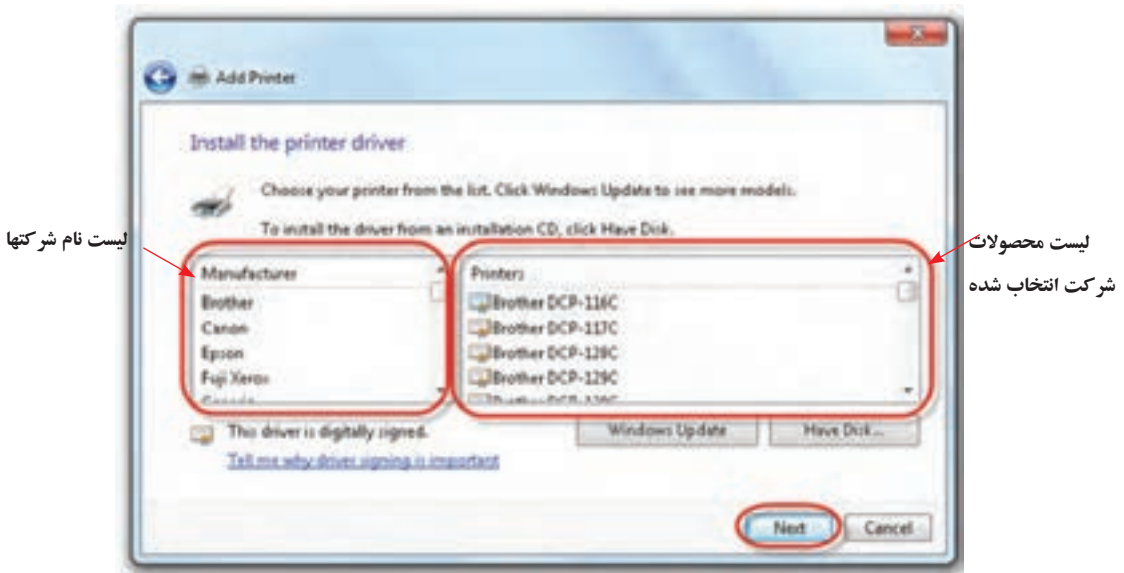 Add Printer
Install the printer driver
Choose your printer from the list. Click Windows Update to see more models.
To install the driver from an installation CD, click Have Disk.
لیست نام شرکتها
لیست محصولات
شرکت انتخاب شده
Manufacturer
Brother
Canon
Epson
Fuji Xerox
Generic
Printers
Brother DCP-116C
Brother DCP-117C
Brother DCP-128C
Brother DCP-129C
This driver is digitally signed.
Windows Update
Have Disk...
Tell me why driver signing is important
Next
Cancel